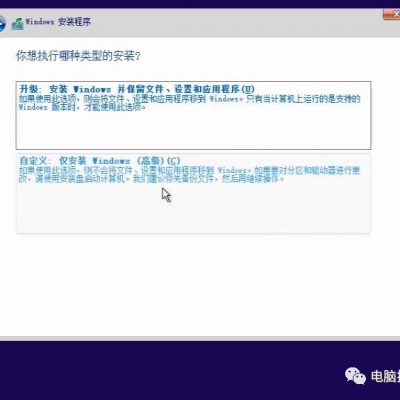 Windows 安装程序
你想执行哪种类型的安装?
升级: 安装 Windows 并保留文件、设置和应用程序(U)
如果使用此选项，则会将文件、设置和应用程序移到 Windows。只有当计算机上运行的是支持的
Windows 版本时，才能使用此选项。
自定义: 仅安装 Windows (高级)(C)
如果使用此选项，则不会将文件、设置和应用程序移到 Windows。如果要对分区和驱动器进行更
改，请使用安装盘启动计算机。我们建议你先备份文件，然后再继续操作。
电脑